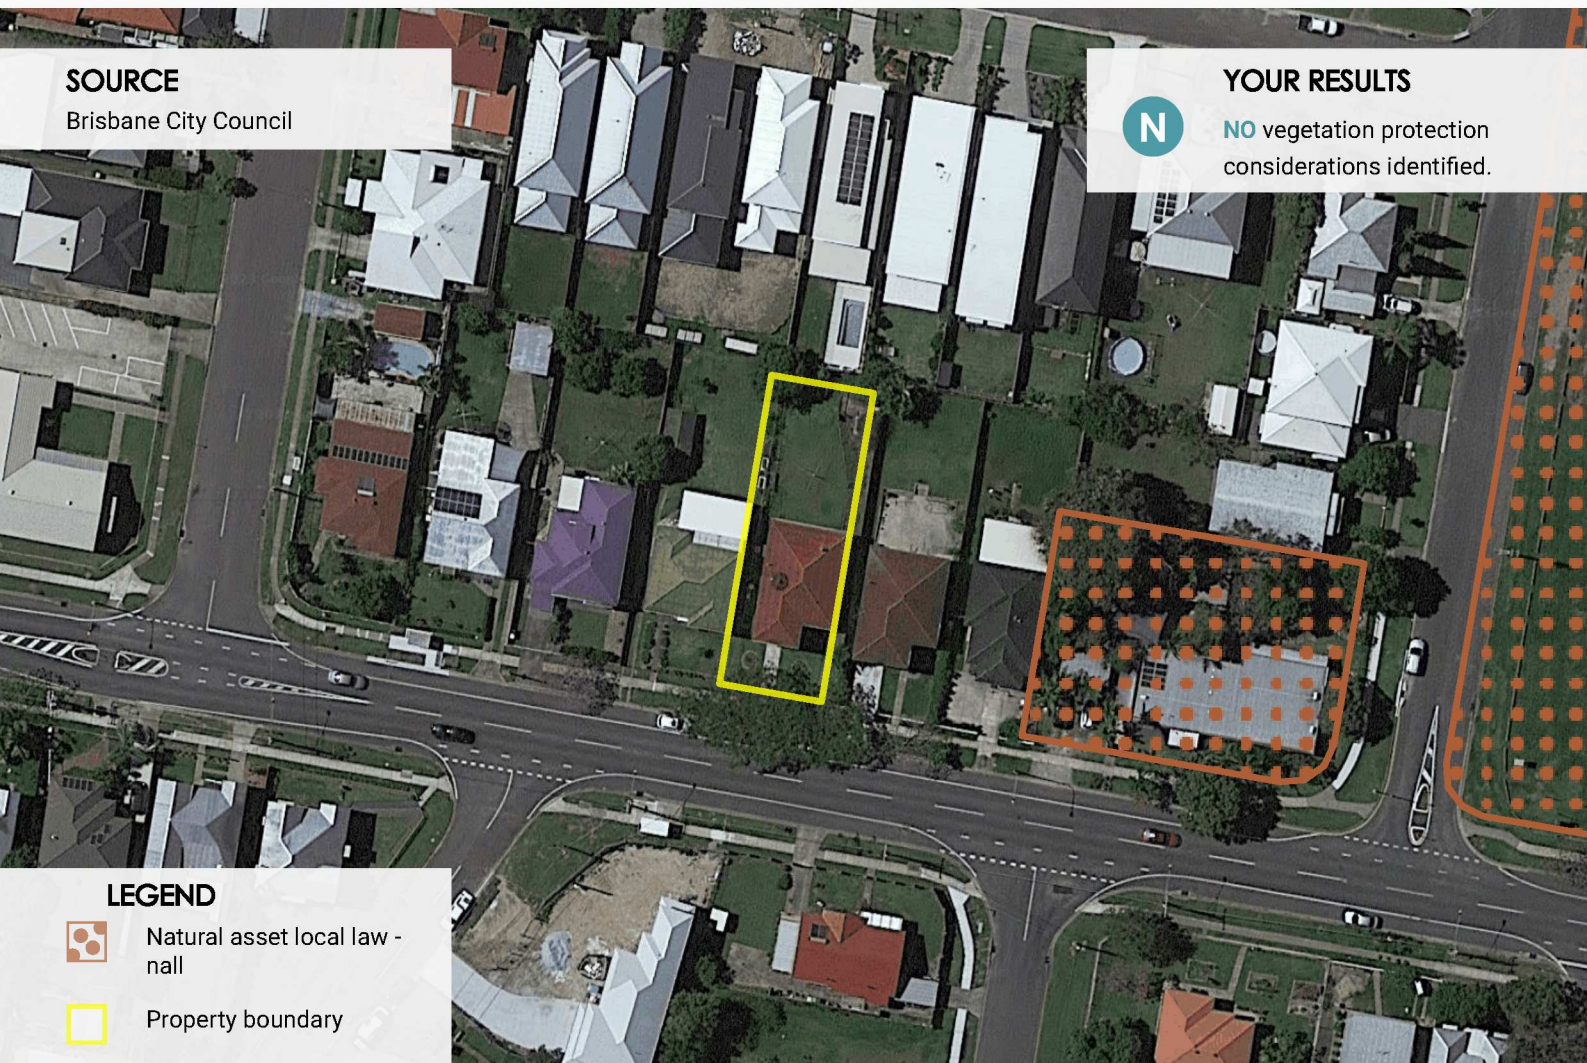 SOURCE
Brisbane City Council
YOUR RESULTS
N
NO vegetation protection
considerations identified.
LEGEND
Natural asset local law -
nall
Property boundary